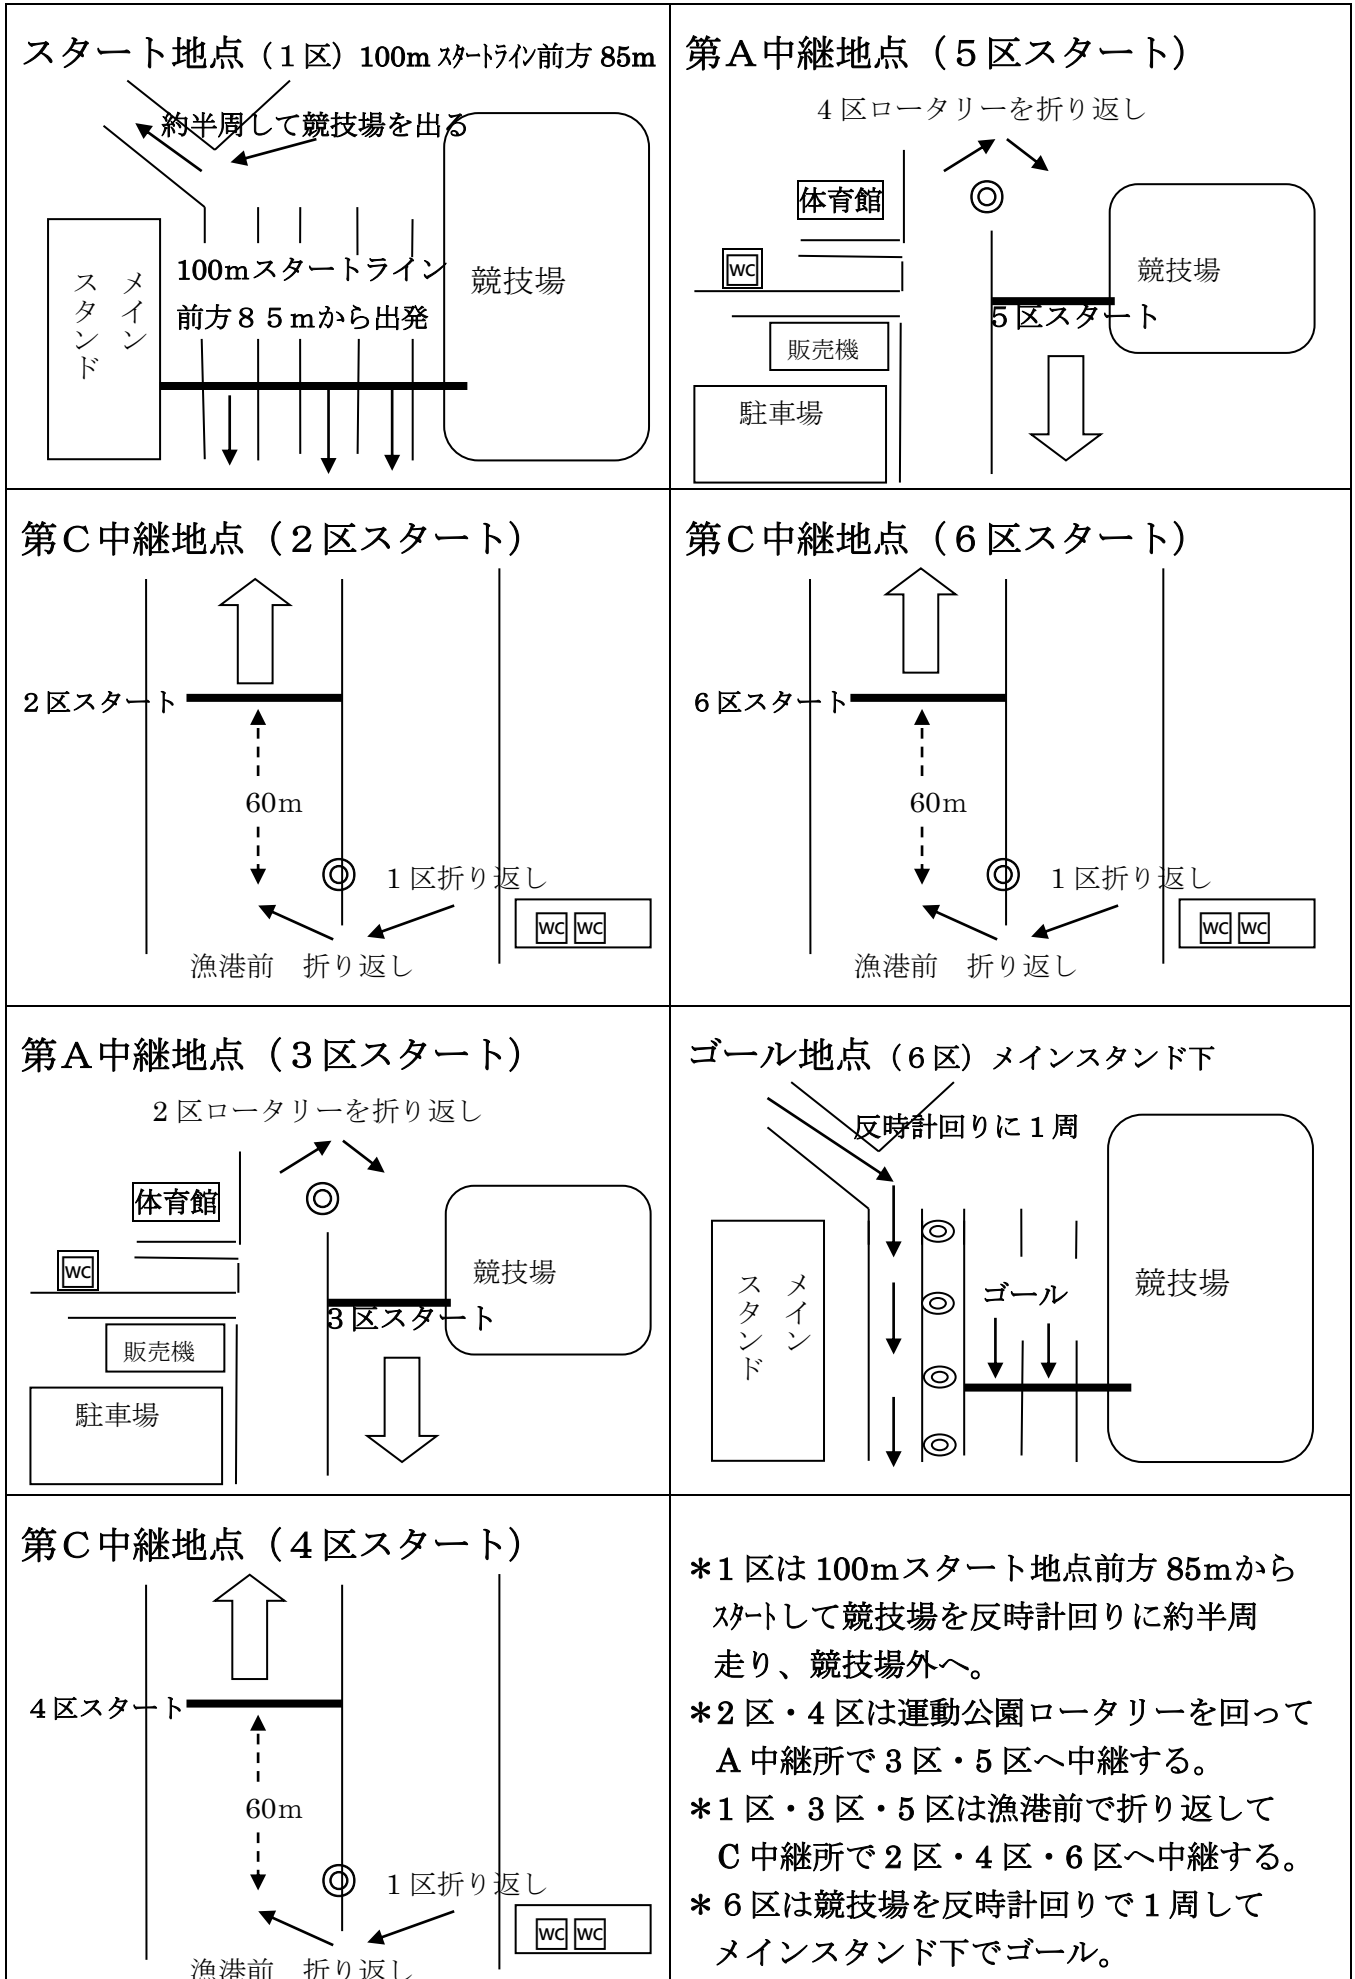 スタート地点（１区）100m ｽﾀｰﾄﾗｲﾝ前方 85m
約半周して競技場を出る
メイン
スタンド
100mスタートライン
前方８５mから出発
競技場
第Ａ中継地点（５区スタート）
4 区ロータリーを折り返し
体育館
WC
競技場
５区スタート
販売機
駐車場
第Ｃ中継地点（２区スタート）
２区スタート
60m
１区折り返し
WC WC
漁港前　折り返し
第Ｃ中継地点（６区スタート）
６区スタート
60m
１区折り返し
WC WC
漁港前　折り返し
第Ａ中継地点（３区スタート）
2 区ロータリーを折り返し
体育館
WC
競技場
３区スタート
販売機
駐車場
ゴール地点（６区）メインスタンド下
反時計回りに 1 周
メイン
スタンド
ゴール
競技場
第Ｃ中継地点（４区スタート）
４区スタート
60m
１区折り返し
WC WC
漁港前　折り返し
＊1 区は 100mスタート地点前方 85mから
ｽﾀｰﾄして競技場を反時計回りに約半周
走り、競技場外へ。
＊2 区・4 区は運動公園ロータリーを回って
A 中継所で 3 区・5 区へ中継する。
＊1 区・3 区・5 区は漁港前で折り返して
C 中継所で 2 区・4 区・6 区へ中継する。
＊６区は競技場を反時計回りで 1 周して
メインスタンド下でゴール。